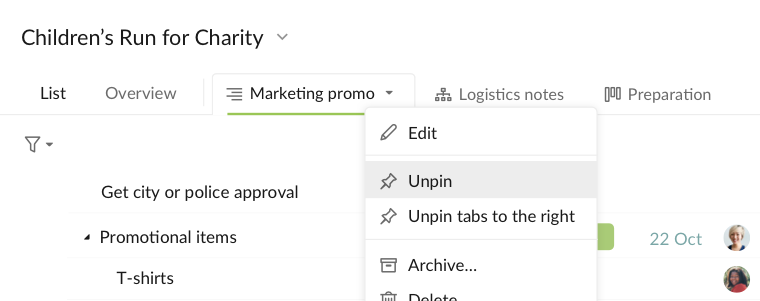 Children’s Run for Charity
List Overview Marketing promo Logistics notes Preparation
Edit
Unpin
Get city or police approval
Unpin tabs to the right
Promotional items 22 Oct
Archive...
T-shirts
Delete